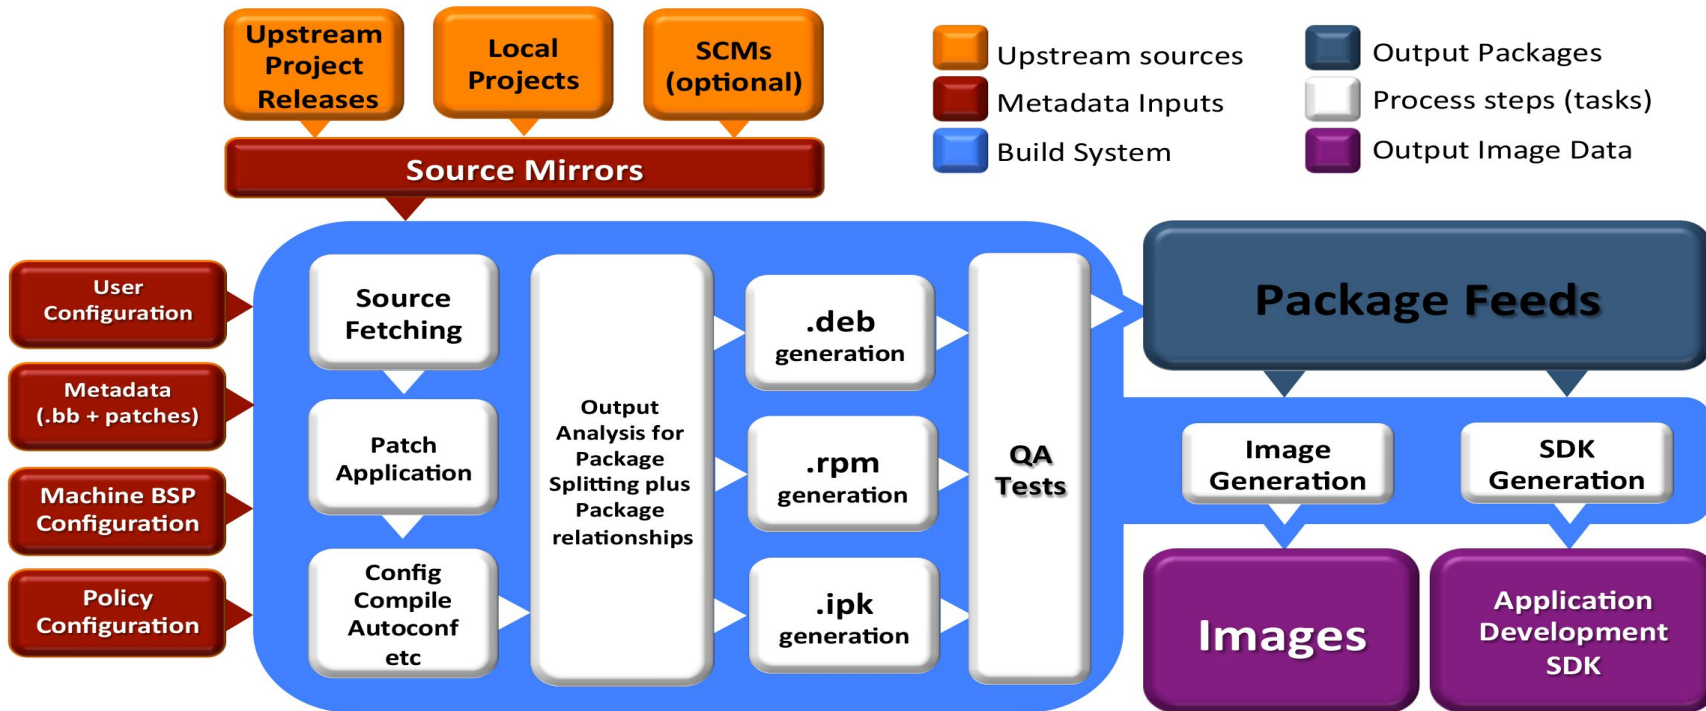 Upstream
Project
Releases
Local
Projects
SCMs
(optional)
Upstream sources
Metadata Inputs
Build System
Output Packages
Process steps (tasks)
Output Image Data
Source Mirrors
User
Configuration
Metadata
(.bb + patches)
Machine BSP
Configuration
Policy
Configuration
Source
Fetching
Patch
Application
Config
Compile
Autoconf
etc
Output
Analysis for
Package
Splitting plus
Package
relationships
.deb
generation
.rpm
generation
.ipk
generation
QA
Tests
Package Feeds
Image
Generation
SDK
Generation
Images
Application
Development
SDK